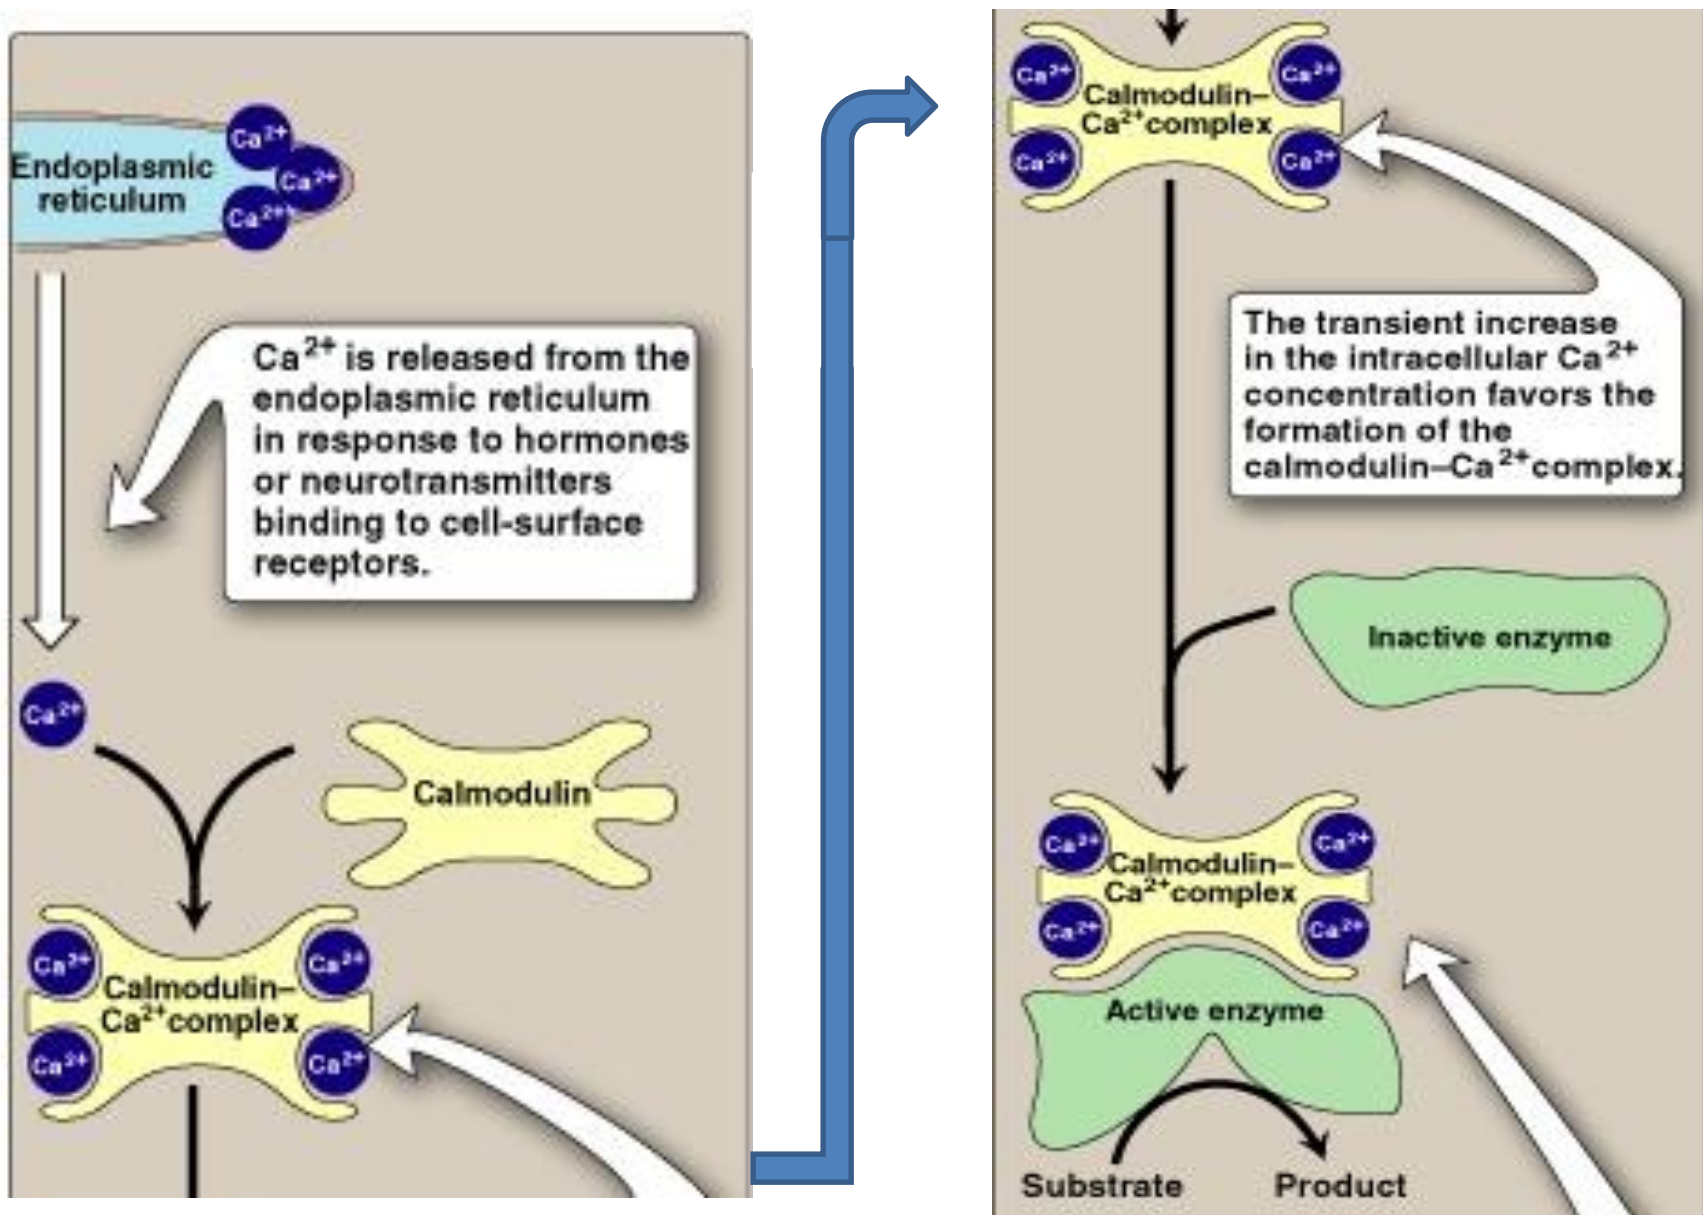 Ca2+
Endoplasmic
reticulum
Ca2+
Ca2+
Ca2+ is released from the
endoplasmic reticulum
in response to hormones
or neurotransmitters
binding to cell-surface
receptors.
Ca2+
Calmodulin
Ca2+
Ca2+
Calmodulin–
Ca2+complex
Ca2+
Ca2+
Ca2+
Ca2+
Calmodulin–
Ca2+complex
Ca2+
Ca2+
The transient increase
in the intracellular Ca2+
concentration favors the
formation of the
calmodulin–Ca2+complex.
Inactive enzyme
Ca2+
Ca2+
Calmodulin–
Ca2+complex
Ca2+
Ca2+
Active enzyme
Substrate
Product